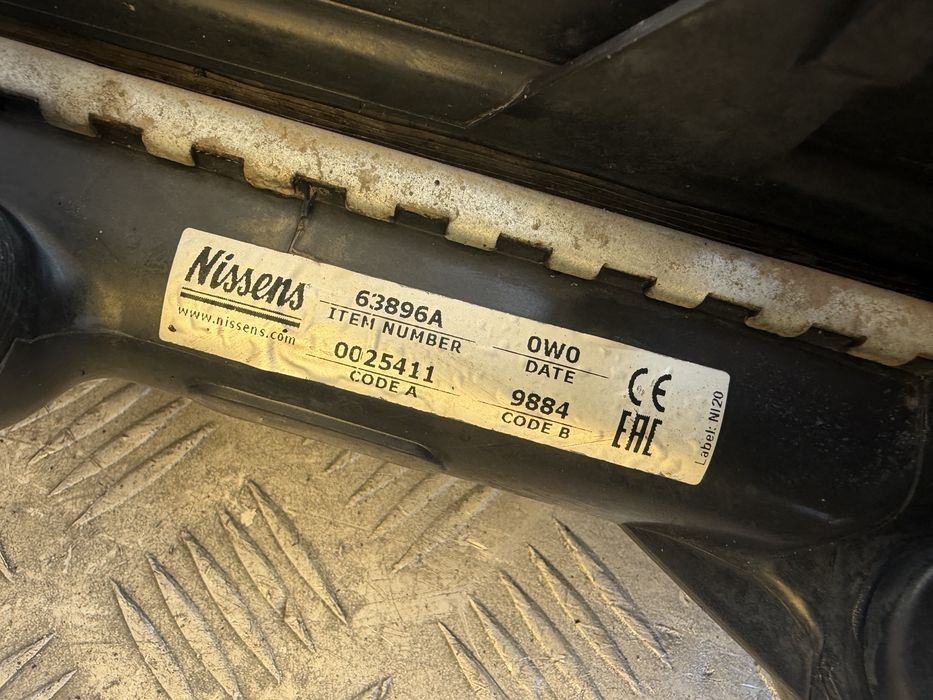 Nissens
www.nissens.com
63896A
ITEM NUMBER
0W0
DATE
0025411
CODE A
9884
CODE B
CE
EAC
Label: NI20